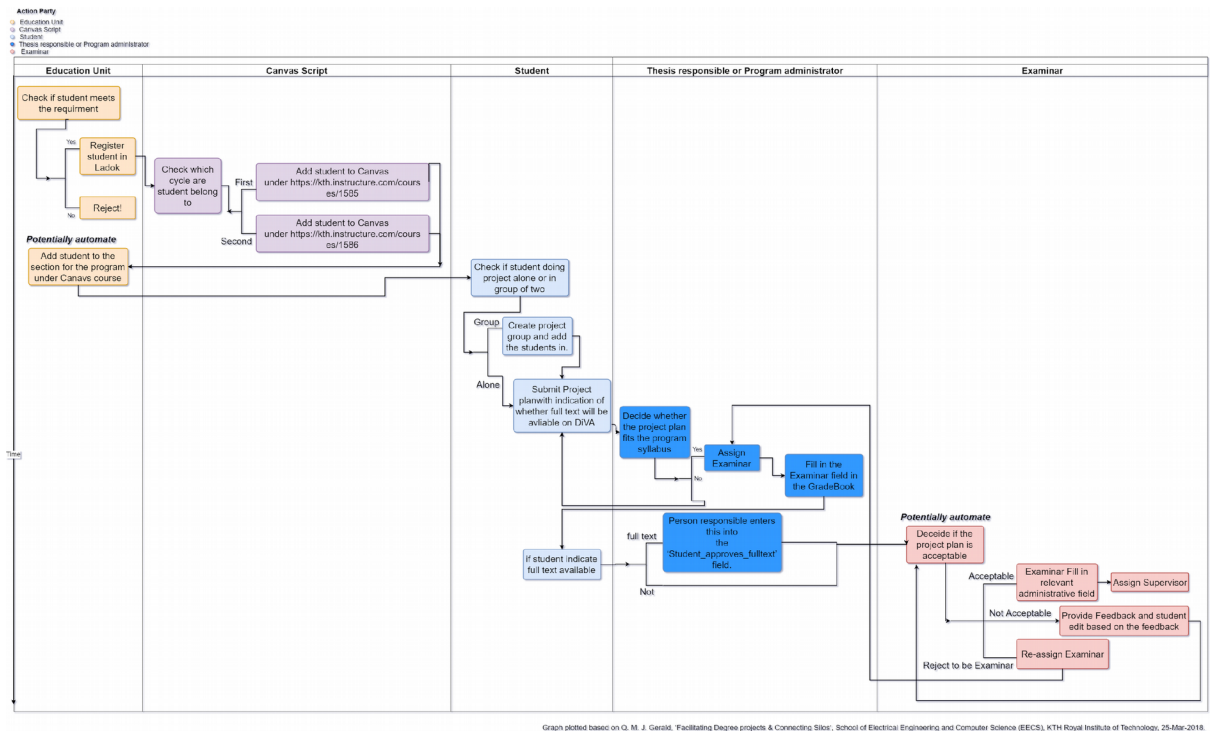 Action Party
Education Unit
Canvas Script
Student
Thesis responsible or Program administrator
Examinar
Education Unit
Canvas Script
Student
Thesis responsible or Program administrator
Examinar
Check if student meets
the requirment
Yes
Register
student in
Ladok
No
Reject!
Check which
cycle are
student belong
to
First
Add student to Canvas
under https://kth.instructure.com/cours
es/1585
Second
Add student to Canvas
under https://kth.instructure.com/cours
es/1586
Potentially automate
Add student to the
section for the program
under Canavs course
Check if student doing
project alone or in
group of two
Group
Create project
group and add
the students in.
Alone
Submit Project
planwith indication of
whether full text will be
avliable on DiVA
Decide whether
the project plan
fits the program
syllabus
Yes
No
Assign
Examinar
Fill in the
Examinar field in
the GradeBook
Time
if student indicate
full text available
full text
Not
Person responsible enters
this into
the
'Student_approves_fulltext'
field.
Potentially automate
Deceide if the
project plan is
acceptable
Acceptable
Examinar Fill in
relevant
administrative field
Assign Supervisor
Not Acceptable
Provide Feedback and student
edit based on the feedback
Reject to be Examinar
Re-assign Examinar
Graph plotted based on Q. M. J. Gerald, 'Facilitating Degree projects & Connecting Silos', School of Electrical Engineering and Computer Science (EECS), KTH Royal Institute of Technology, 25-Mar-2018.